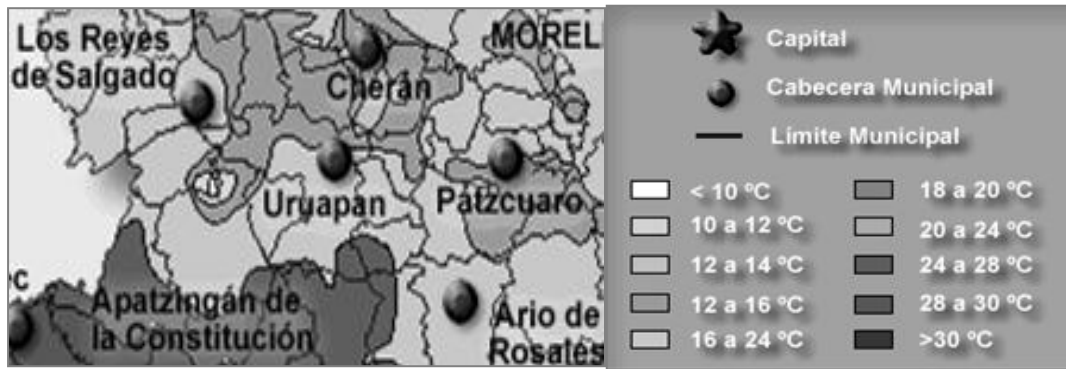 Los Reyes
de Salgado
Cherán
MOREL
Uruapan
Pátzcuaro
c
Apatzingán de
la Constitución
Ario de
Rosales
Capital
Cabecera Municipal
Límite Municipal
< 10 ºC
10 a 12 ºC
12 a 14 ºC
12 a 16 ºC
16 a 24 ºC
18 a 20 ºC
20 a 24 ºC
24 a 28 ºC
28 a 30 ºC
>30 ºC